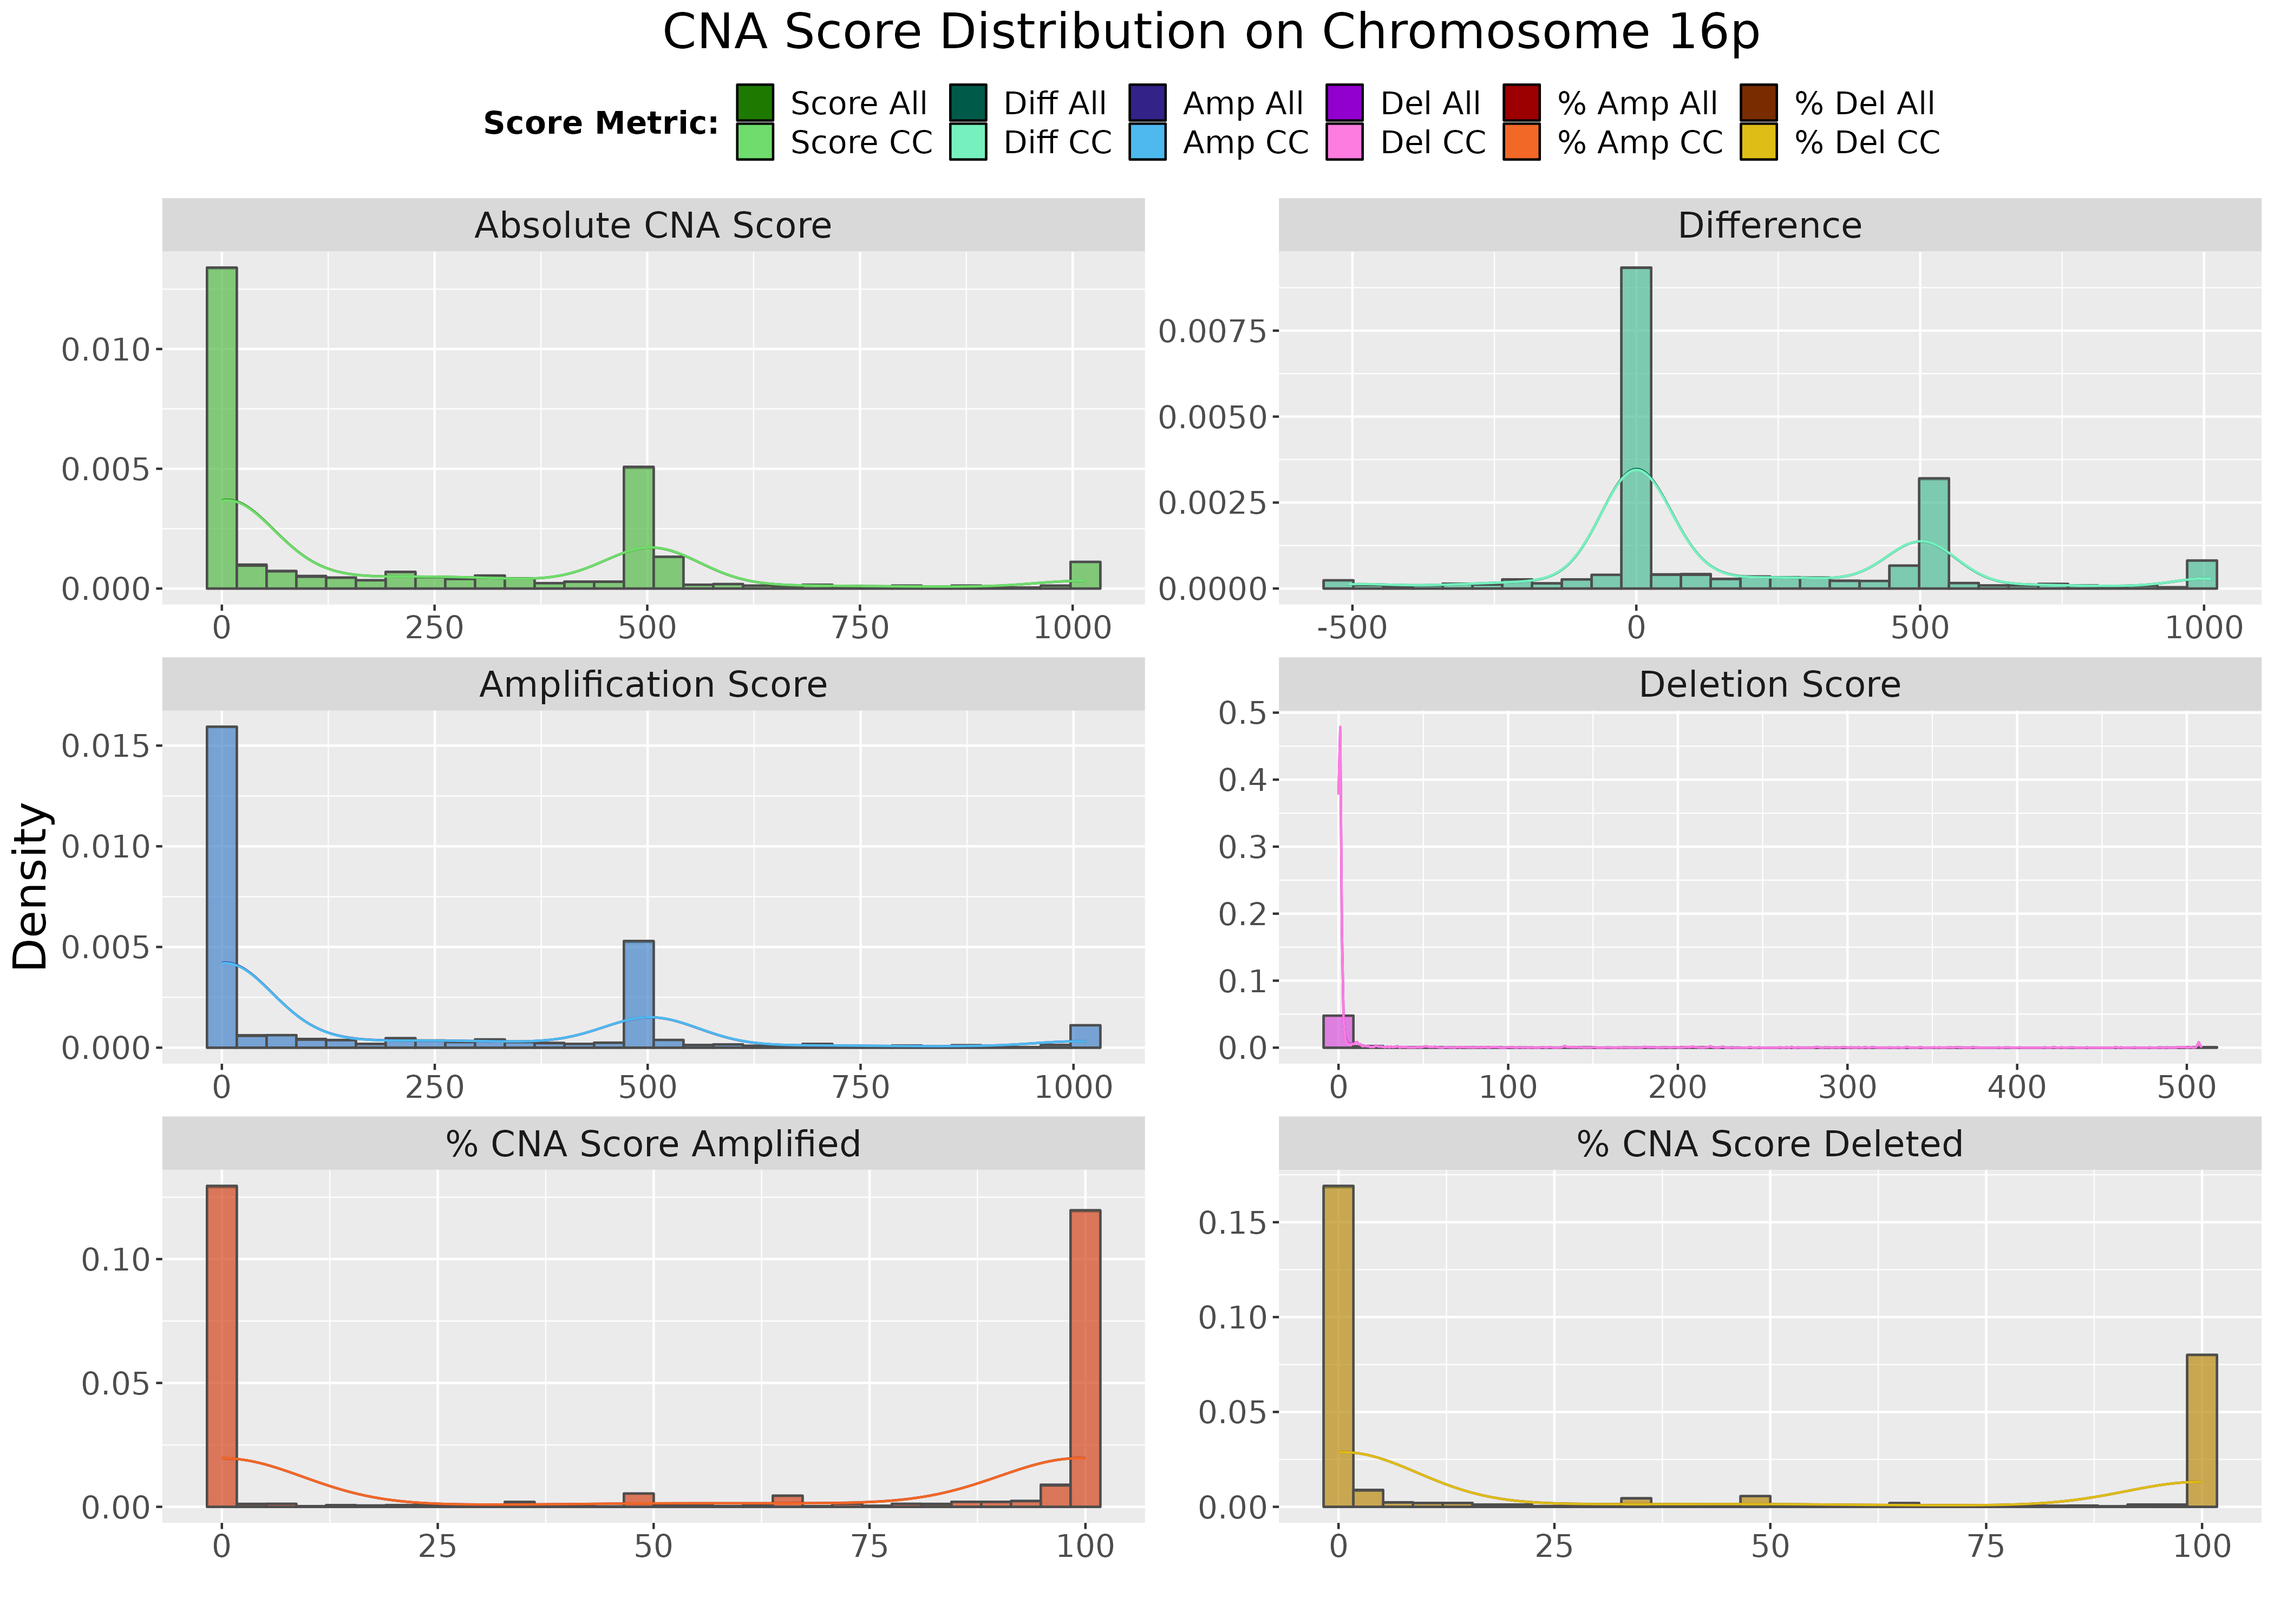 CNA Score Distribution on Chromosome 16p
Score Metric:
Score All Diff All Amp All Del All % Amp All % Del All
Score CC Diff CC Amp CC Del CC % Amp CC % Del CC
Density
Absolute CNA Score
0.010
0.005
0.000
0 250 500 750 1000
Difference
0.0075
0.0050
0.0025
0.0000
-500 0 500 1000
Amplification Score
0.015
0.010
0.005
0.000
0 250 500 750 1000
Deletion Score
0.5
0.4
0.3
0.2
0.1
0.0
0 100 200 300 400 500
% CNA Score Amplified
0.10
0.05
0.00
0 25 50 75 100
% CNA Score Deleted
0.15
0.10
0.05
0.00
0 25 50 75 100